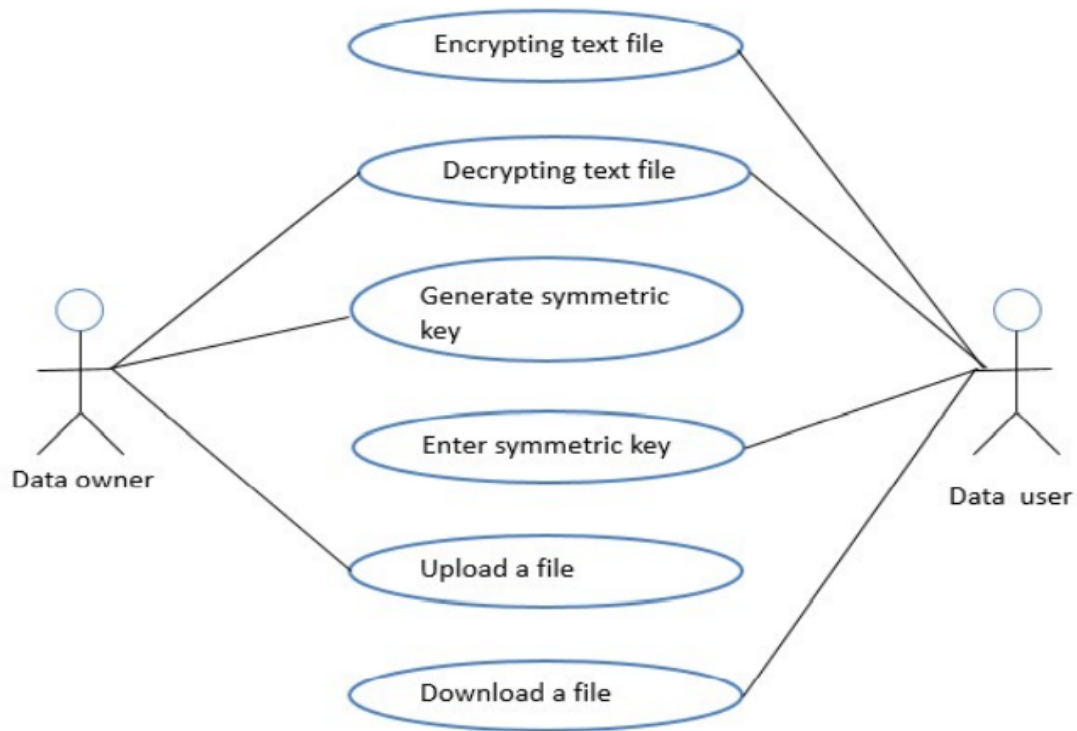 Encrypting text file
Decrypting text file
Generate symmetric
key
Enter symmetric key
Data owner
Data user
Upload a file
Download a file